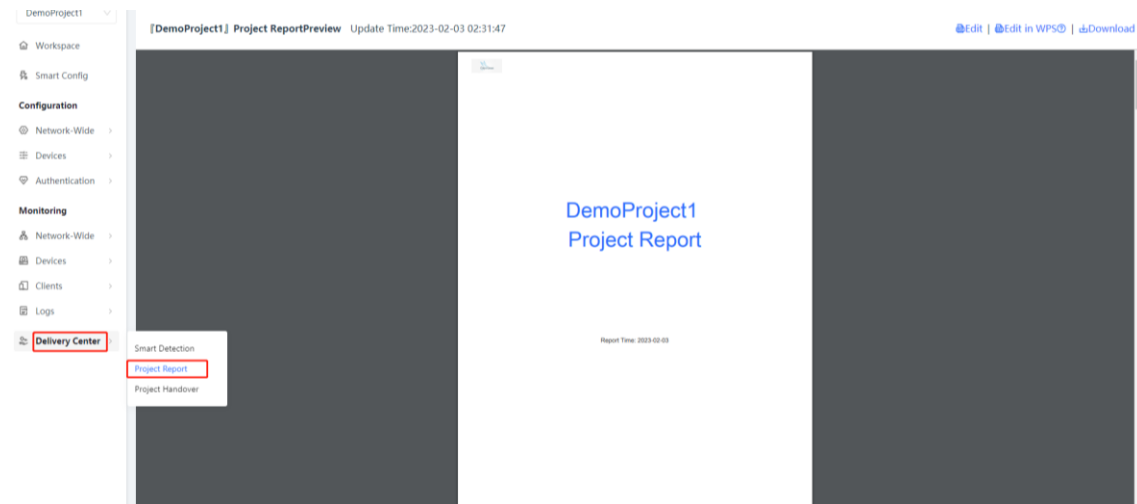 DemoProject1
『DemoProject1』 Project ReportPreview Update Time:2023-02-03 02:31:47
Edit | Edit in WPS | Download
Workspace
Smart Config
Configuration
Network-Wide
Devices
Authentication
Monitoring
Network-Wide
Devices
Clients
Logs
Delivery Center
Smart Detection
Project Report
Project Handover
DemoProject1
Project Report
Report Time: 2023-02-03